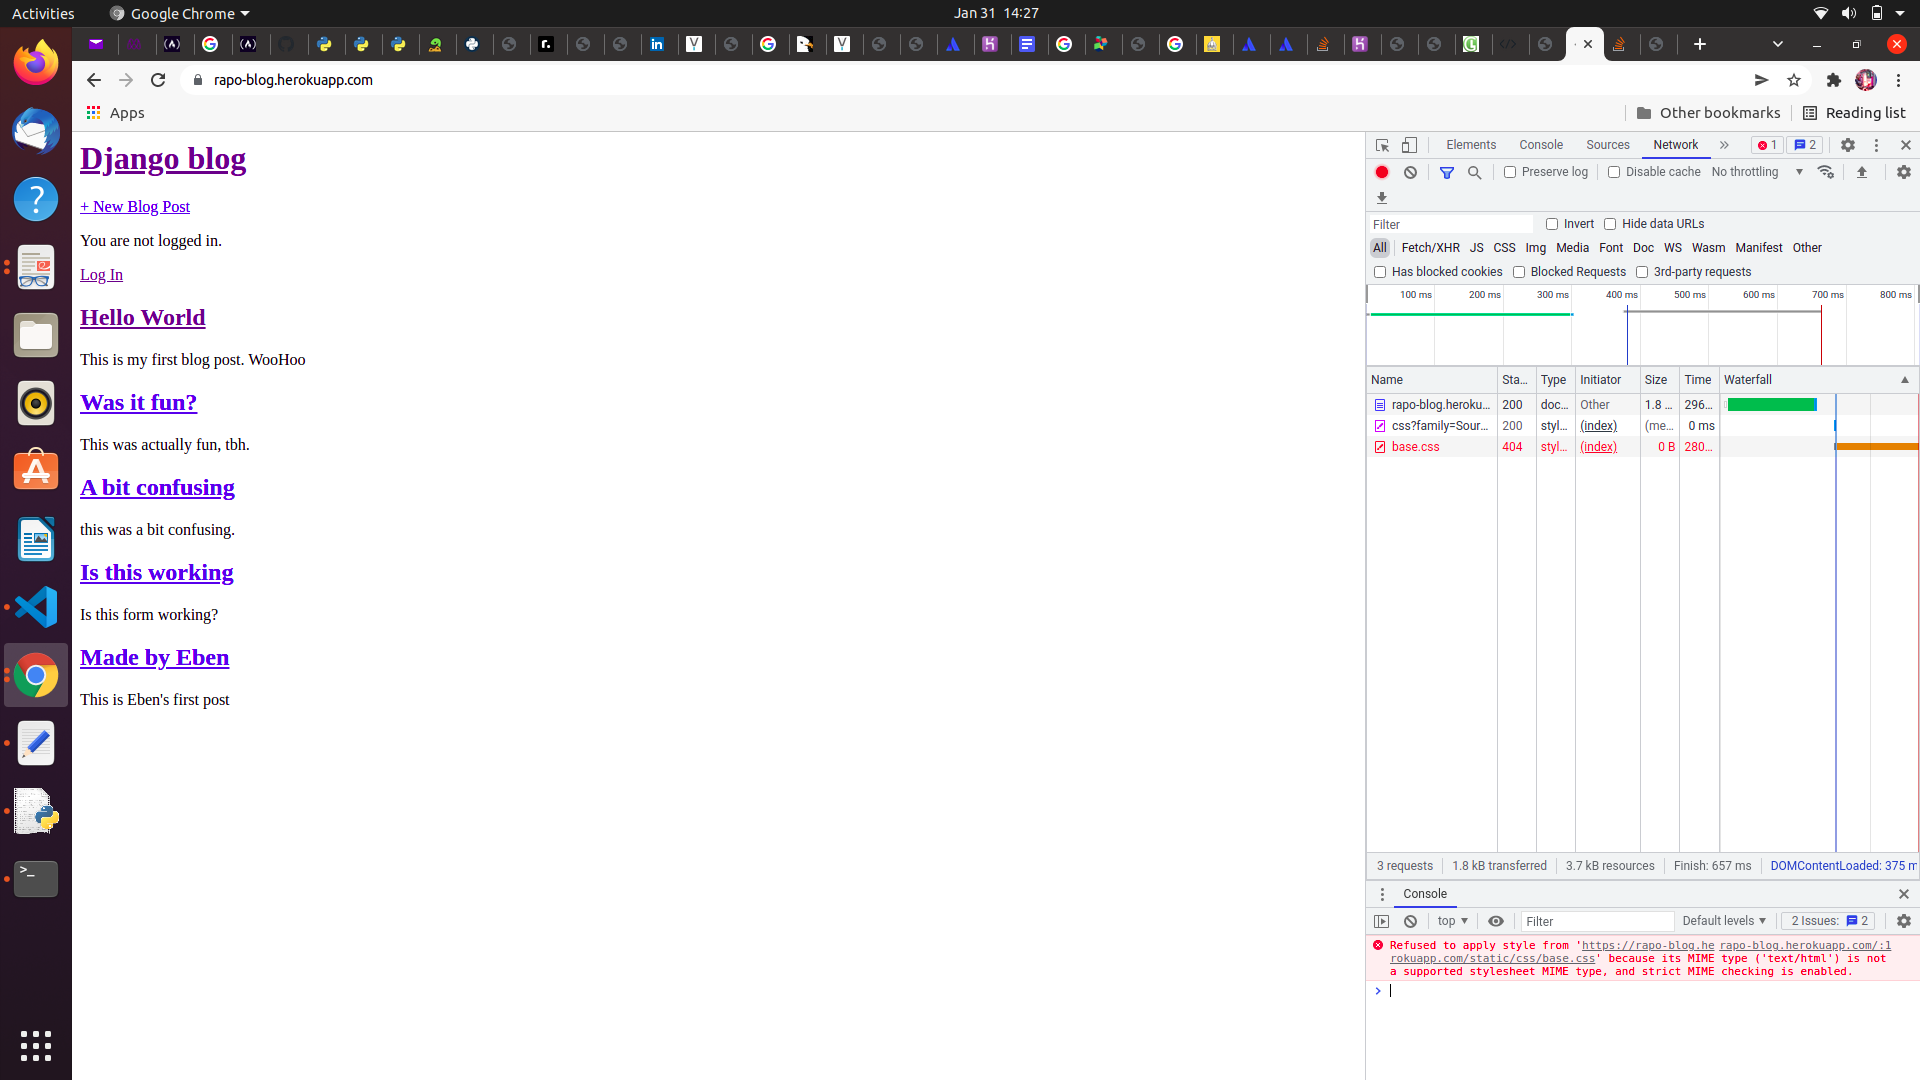 Activities Google Chrome Jan 31 14:27
rapo-blog.herokuapp.com
Apps Other bookmarks Reading list
Django blog
+ New Blog Post
You are not logged in.
Log In
Hello World
This is my first blog post. WooHoo
Was it fun?
This was actually fun, tbh.
A bit confusing
this was a bit confusing.
Is this working
Is this form working?
Made by Eben
This is Eben's first post
Elements Console Sources Network » 1 2
Preserve log Disable cache No throttling
Filter Invert Hide data URLs
All Fetch/XHR JS CSS Img Media Font Doc WS Wasm Manifest Other
Has blocked cookies Blocked Requests 3rd-party requests
100 ms 200 ms 300 ms 400 ms 500 ms 600 ms 700 ms 800 ms
Name Sta... Type Initiator Size Time Waterfall
rapo-blog.heroku... 200 doc... Other 1.8 ... 296...
css?family=Sour... 200 styl... (index) (me... 0 ms
base.css 404 styl... (index) 0 B 280...
3 requests 1.8 kB transferred 3.7 kB resources Finish: 657 ms DOMContentLoaded: 375 m
Console
top Filter Default levels 2 Issues: 2
Refused to apply style from 'https://rapo-blog.he rapo-blog.herokuapp.com/:1
rokuapp.com/static/css/base.css' because its MIME type ('text/html') is not
a supported stylesheet MIME type, and strict MIME checking is enabled.